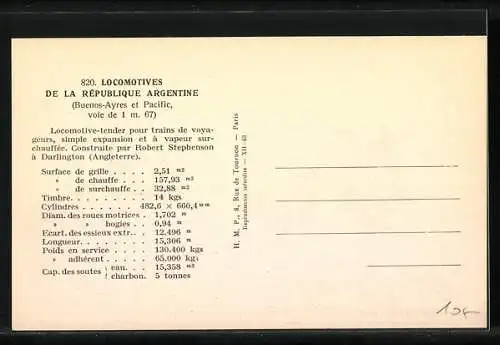 820. LOCOMOTIVES
DE LA RÉPUBLIQUE ARGENTINE
(Buenos-Ayres et Pacific,
voie de 1 m. 67)
Locomotive-tender pour trains de voya-
geurs, simple expansion et à vapeur sur-
chauffée. Construite par Robert Stephenson
à Darlington (Angleterre).
Surface de grille . . . . 2,51 m2
» de chauffe . . . 157,93 m2
» de surchauffe . . 32,88 m2
Timbre. . . . . . . . . 14 kgs
Cylindres . . . . . . . 482,6 × 660,4 mm
Diam. des roues motrices . 1,702 m
» » bogies . . 0,94 m
Ecart. des essieux extr.. . 12.496 m
Longueur. . . . . . . . 15,306 m
Poids en service . . . . 130.400 kgs
» adhérent . . . . . 65.000 kgs
Cap. des soutes { eau. . . . 15,358 m2
{ charbon. 5 tonnes
H. M. P., 8, Rue de Tournon — Paris
Reproduction interdite — XII-43